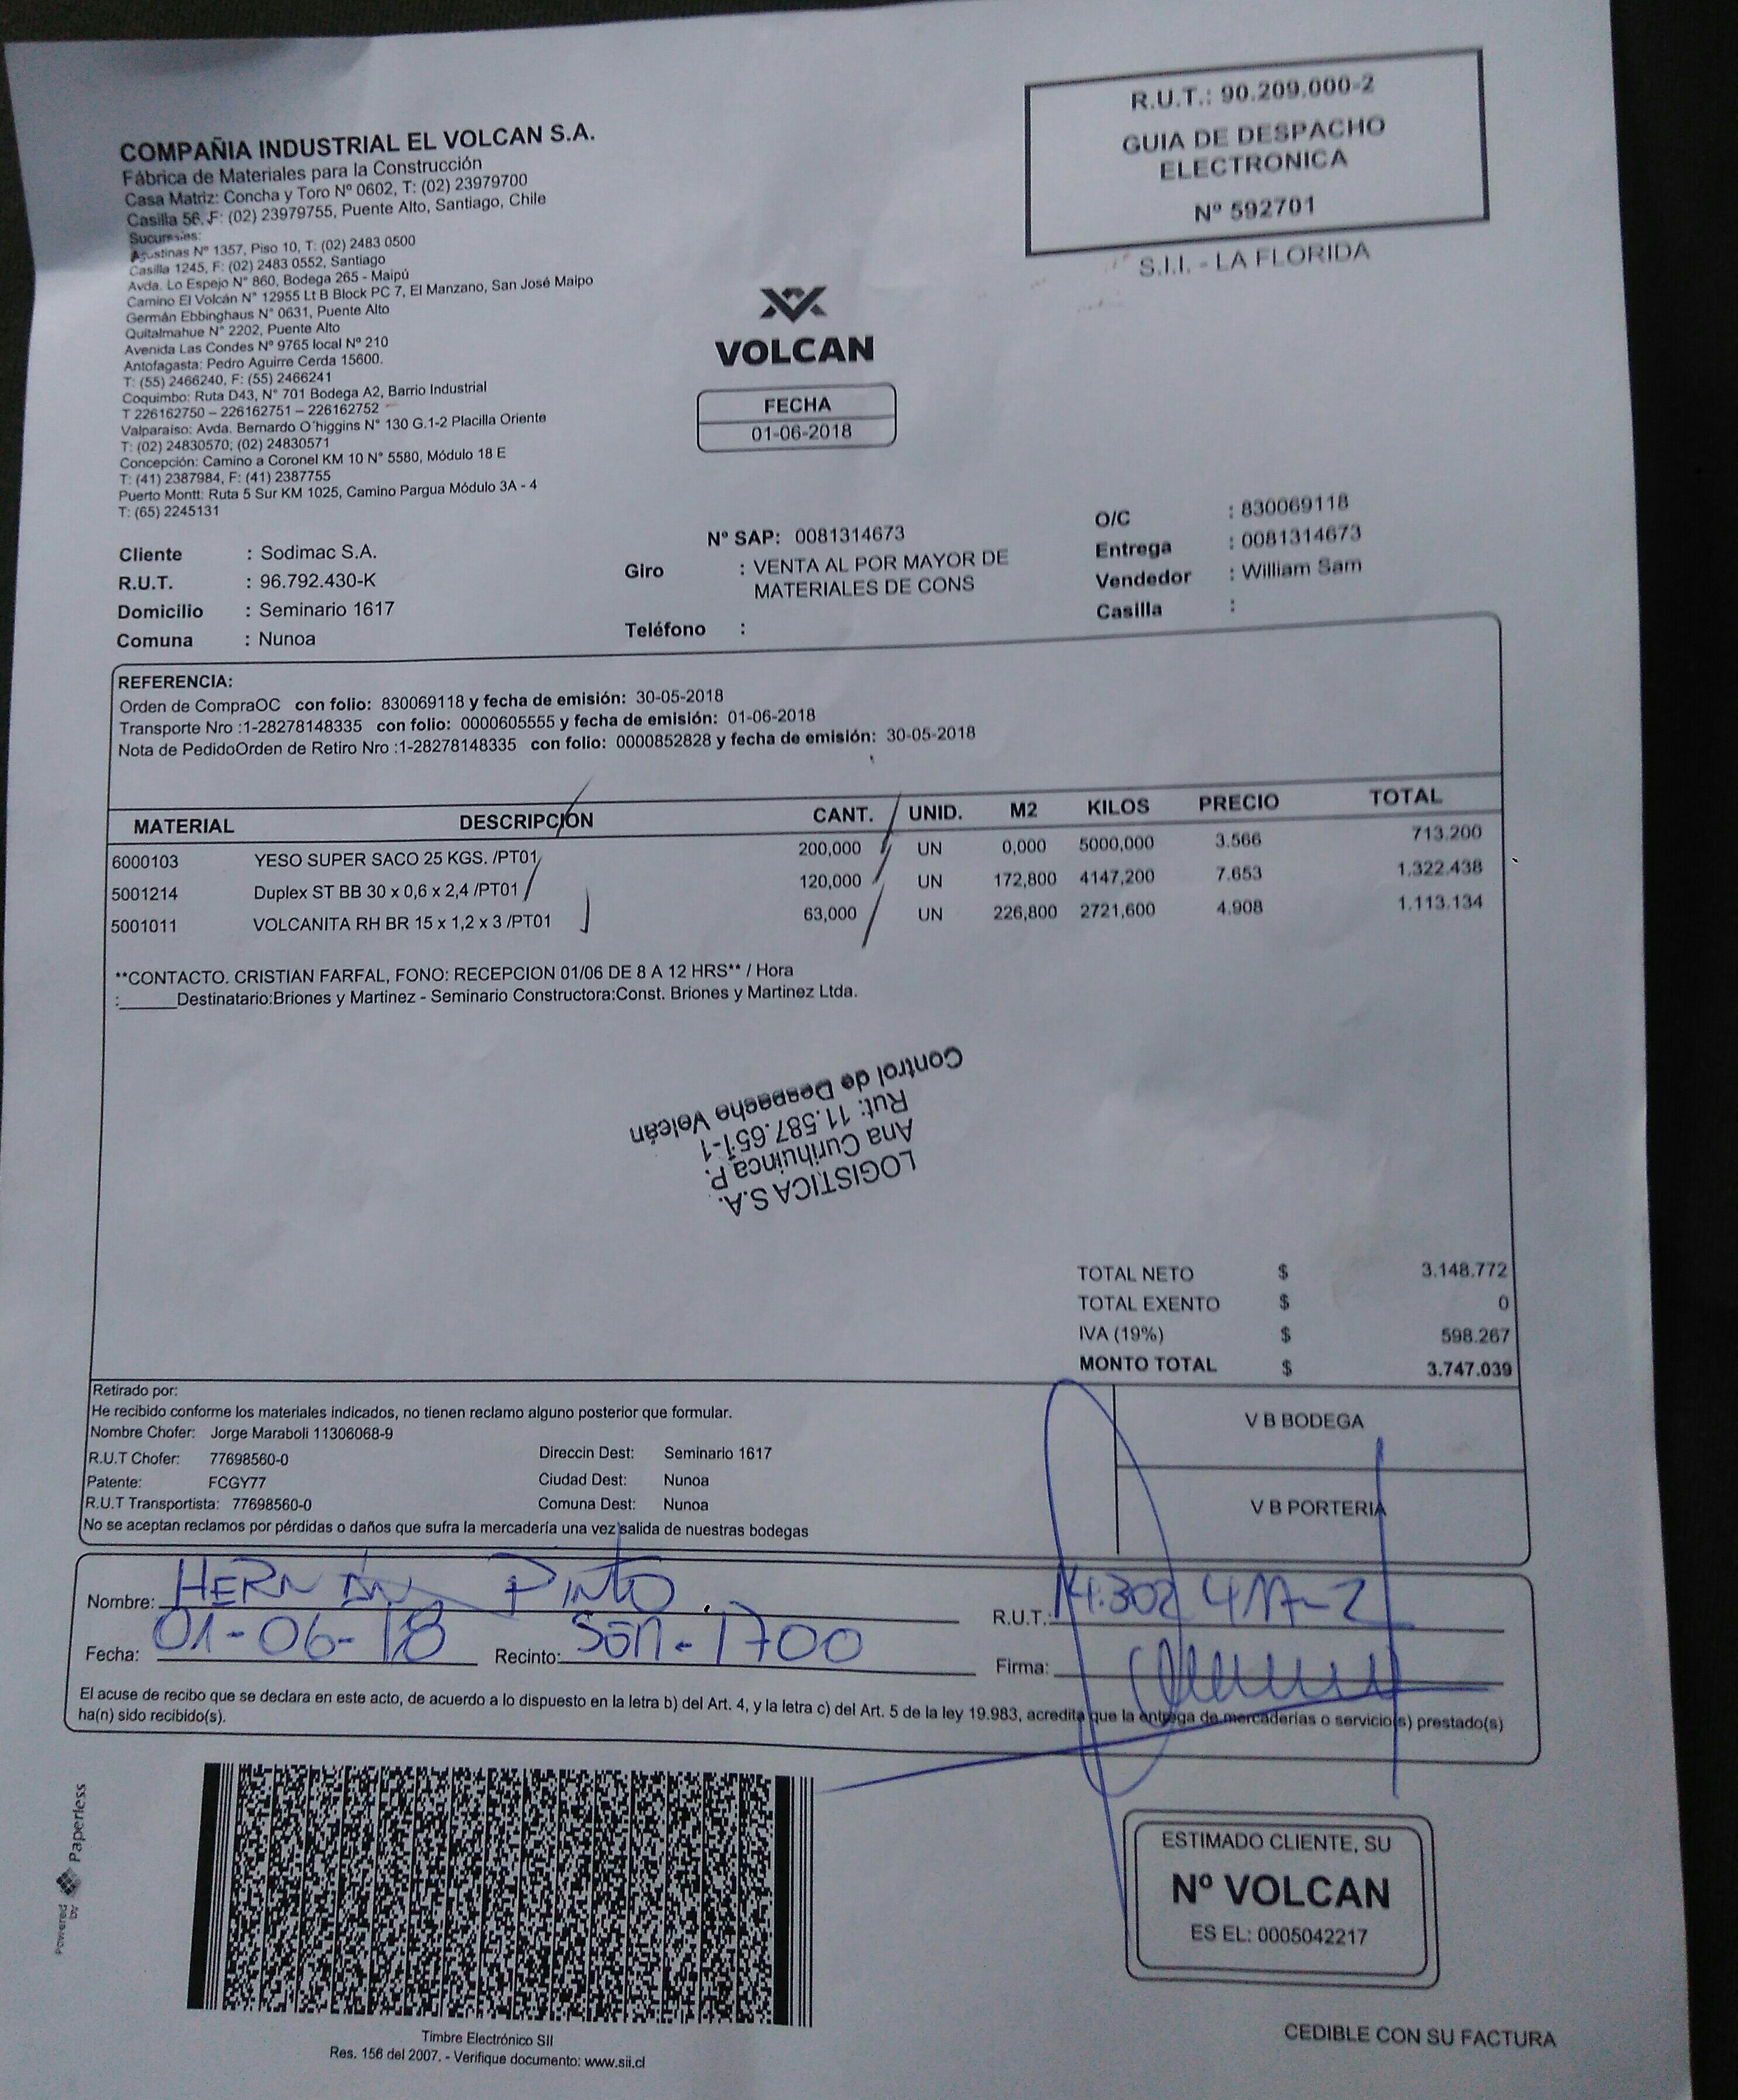 COMPAÑIA INDUSTRIAL EL VOLCAN S.A.
Fábrica de Materiales para la Construcción
Casa Matriz: Concha y Toro Nº 0602, T: (02) 23979700
Casilla 56. F: (02) 23979755, Puente Alto, Santiago, Chile
Sucursales:
Agustinas Nº 1357, Piso 10, T: (02) 2483 0500
Casilla 1245, F: (02) 2483 0552, Santiago
Avda. Lo Espejo N° 860, Bodega 265 - Maipú
Camino El Volcán N° 12955 Lt B Block PC 7, El Manzano, San José Maipo
Germán Ebbinghaus N° 0631, Puente Alto
Quitalmahue N° 2202, Puente Alto
Avenida Las Condes Nº 9765 local Nº 210
Antofagasta: Pedro Aguirre Cerda 15600.
T: (55) 2466240, F: (55) 2466241
Coquimbo: Ruta D43, N° 701 Bodega A2, Barrio Industrial
T 226162750 – 226162751 – 226162752
Valparaiso: Avda. Bernardo O´higgins N° 130 G.1-2 Placilla Oriente
T: (02) 24830570; (02) 24830571
Concepción: Camino a Coronel KM 10 N° 5580, Módulo 18 E
T: (41) 2387984, F: (41) 2387755
Puerto Montt: Ruta 5 Sur KM 1025, Camino Pargua Módulo 3A - 4
T: (65) 2245131
R.U.T.: 90.209.000-2
GUIA DE DESPACHO
ELECTRONICA
Nº 592701
S.I.I. - LA FLORIDA
VOLCAN
FECHA
01-06-2018
Cliente : Sodimac S.A.
R.U.T. : 96.792.430-K
Domicilio : Seminario 1617
Comuna : Nunoa
Nº SAP: 0081314673
Giro : VENTA AL POR MAYOR DE
MATERIALES DE CONS
Teléfono :
O/C : 830069118
Entrega : 0081314673
Vendedor : William Sam
Casilla :
REFERENCIA:
Orden de CompraOC con folio: 830069118 y fecha de emisión: 30-05-2018
Transporte Nro :1-28278148335 con folio: 0000605555 y fecha de emisión: 01-06-2018
Nota de PedidoOrden de Retiro Nro :1-28278148335 con folio: 0000852828 y fecha de emisión: 30-05-2018
MATERIAL DESCRIPCIÓN CANT. UNID. M2 KILOS PRECIO TOTAL
6000103 YESO SUPER SACO 25 KGS. /PT01 200,000 UN 0,000 5000,000 3.566 713.200
5001214 Duplex ST BB 30 x 0,6 x 2,4 /PT01 120,000 UN 172,800 4147,200 7.653 1.322.438
5001011 VOLCANITA RH BR 15 x 1,2 x 3 /PT01 63,000 UN 226,800 2721,600 4.908 1.113.134
**CONTACTO. CRISTIAN FARFAL, FONO: RECEPCION 01/06 DE 8 A 12 HRS** / Hora
:______Destinatario:Briones y Martinez - Seminario Constructora:Const. Briones y Martinez Ltda.
LOGISTICA S.A.
Ana Curihuinca P.
Rut: 11.587.651-1
Control de Despacho Volcán
TOTAL NETO $ 3.148.772
TOTAL EXENTO $ 0
IVA (19%) $ 598.267
MONTO TOTAL $ 3.747.039
Retirado por:
He recibido conforme los materiales indicados, no tienen reclamo alguno posterior que formular.
Nombre Chofer: Jorge Maraboli 11306068-9
R.U.T Chofer: 77698560-0 Direccin Dest: Seminario 1617
Patente: FCGY77 Ciudad Dest: Nunoa
R.U.T Transportista: 77698560-0 Comuna Dest: Nunoa
No se aceptan reclamos por pérdidas o daños que sufra la mercadería una vez salida de nuestras bodegas
V B BODEGA
V B PORTERIA
Nombre: HERNÁN PINTO. R.U.T.:
Fecha: 01-06-18 Recinto: SEM-1700 Firma:
El acuse de recibo que se declara en este acto, de acuerdo a lo dispuesto en la letra b) del Art. 4, y la letra c) del Art. 5 de la ley 19.983, acredita que la entrega de mercaderías o servicio(s) prestado(s)
ha(n) sido recibido(s).
Powered by Paperless
Timbre Electrónico SII
Res. 156 del 2007. - Verifique documento: www.sii.cl
ESTIMADO CLIENTE, SU
Nº VOLCAN
ES EL: 0005042217
CEDIBLE CON SU FACTURA